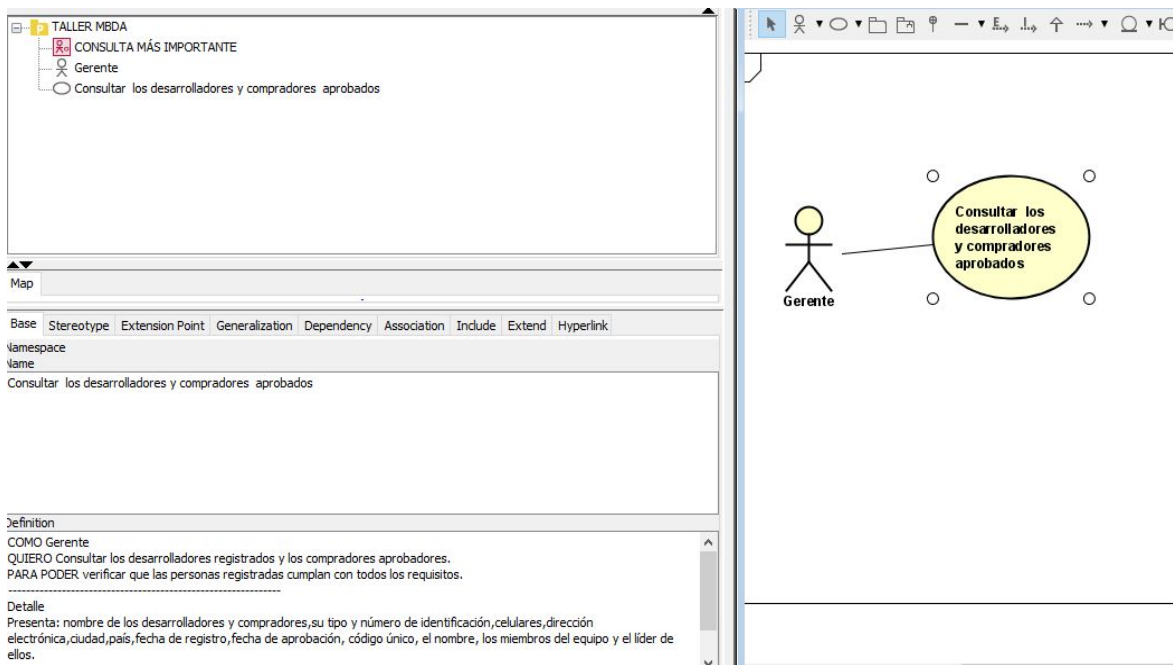 TALLER MBDA
CONSULTA MÁS IMPORTANTE
Gerente
Consultar los desarrolladores y compradores aprobados
Map
Base Stereotype Extension Point Generalization Dependency Association Include Extend Hyperlink
Namespace
Name
Consultar los desarrolladores y compradores aprobados
Definition
COMO Gerente
QUIERO Consultar los desarrolladores registrados y los compradores aprobadores.
PARA PODER verificar que las personas registradas cumplan con todos los requisitos.
------------------------------------------------------------
Detalle
Presenta: nombre de los desarrolladores y compradores,su tipo y número de identificación,celulares,dirección
electrónica,ciudad,país,fecha de registro,fecha de aprobación, código único, el nombre, los miembros del equipo y el líder de
ellos.
Consultar los
desarrolladores
y compradores
aprobados
Gerente